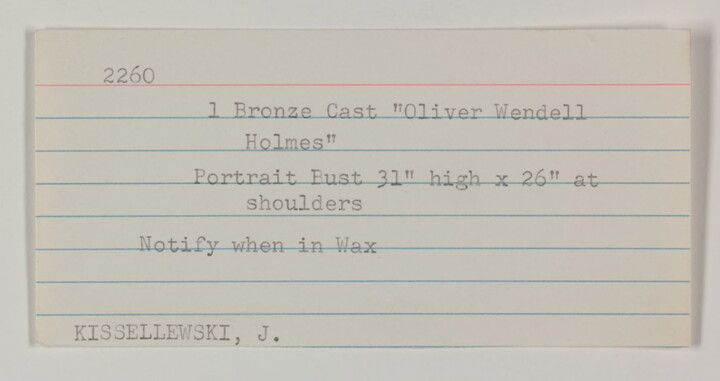 2260
1 Bronze Cast "Oliver Wendell
Holmes"
Portrait Bust 31" high x 26" at
shoulders
Notify when in Wax
KISSELLEWSKI, J.